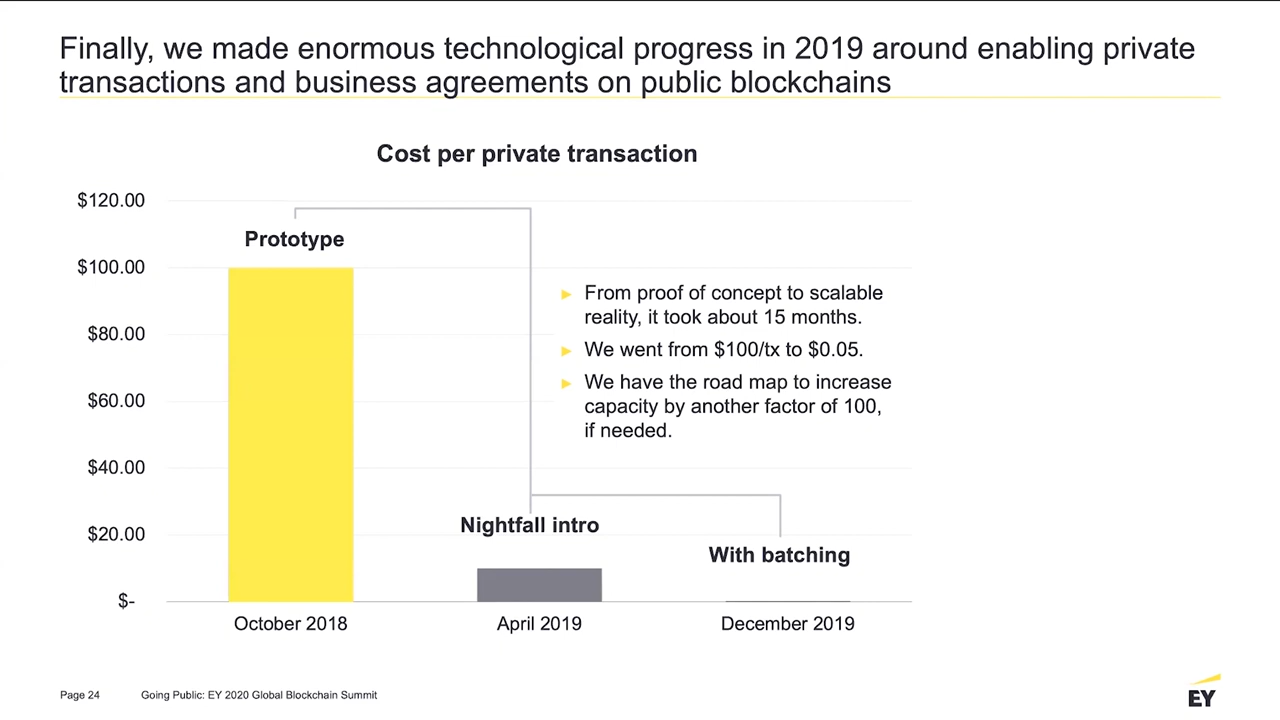 Finally, we made enormous technological progress in 2019 around enabling private
transactions and business agreements on public blockchains
Cost per private transaction
$120.00
Prototype
$100.00
From proof of concept to scalable
reality, it took about 15 months.
$80.00
We went from $100/tx to $0.05.
We have the road map to increase
$60.00
capacity by another factor of 100,
if needed.
$40.00
Nightfall intro
$20.00
With batching
$-
October 2018
April 2019
December 2019
Page 24
Going Public: EY 2020 Global Blockchain Summit
EY